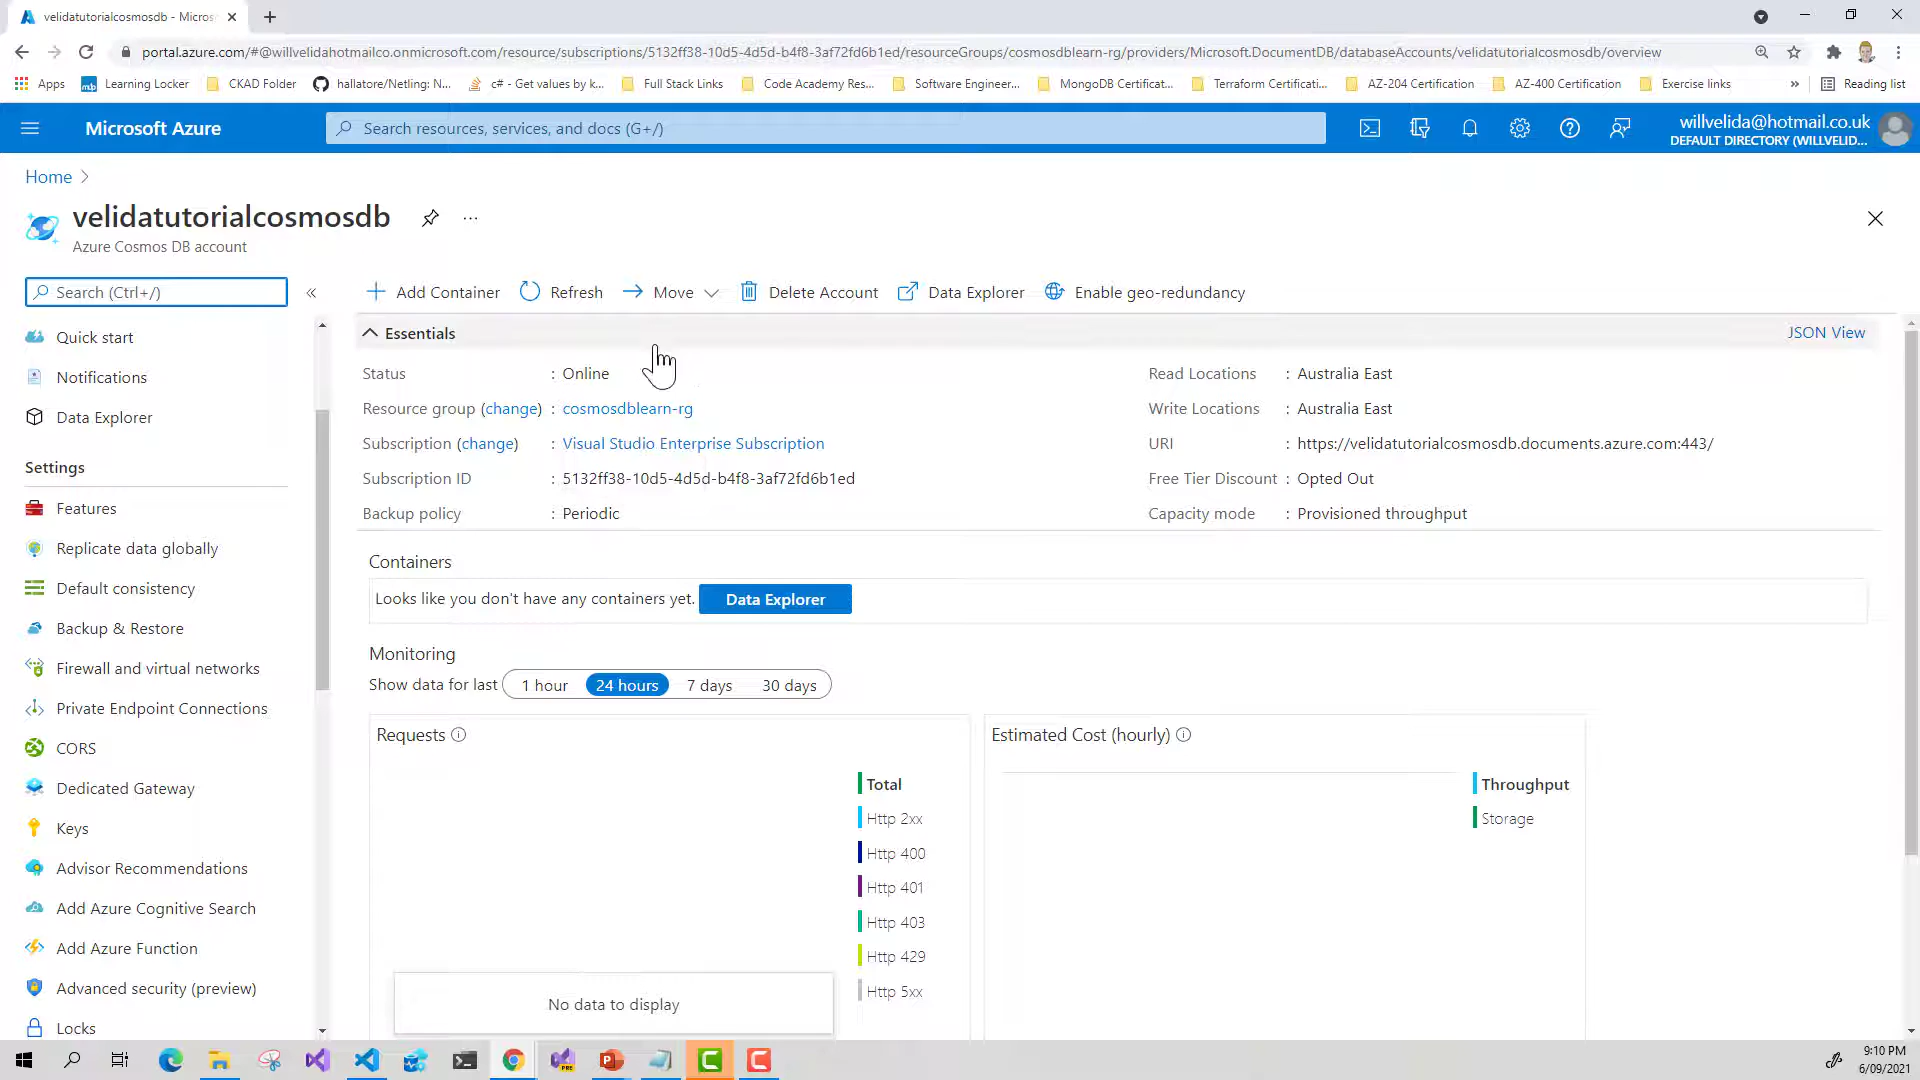 velidatutorialcosmosdb - Micros
portal.azure.com/#@willvelidahotmailco.onmicrosoft.com/resource/subscriptions/5132ff38-10d5-4d5d-b4f8-3af72fd6b1ed/resourceGroups/cosmosdblearn-rg/providers/Microsoft.DocumentDB/databaseAccounts/velidatutorialcosmosdb/overview
Apps Learning Locker CKAD Folder hallatore/Netling: N... c# - Get values by k... Full Stack Links Code Academy Res... Software Engineer... MongoDB Certificat... Terraform Certificati... AZ-204 Certification AZ-400 Certification Exercise links » Reading list
Microsoft Azure
Search resources, services, and docs (G+/)
willvelida@hotmail.co.uk
DEFAULT DIRECTORY (WILLVELID...
Home >
velidatutorialcosmosdb
...
Azure Cosmos DB account
Search (Ctrl+/)
«
Quick start
Notifications
Data Explorer
Settings
Features
Replicate data globally
Default consistency
Backup & Restore
Firewall and virtual networks
Private Endpoint Connections
CORS
Dedicated Gateway
Keys
Advisor Recommendations
Add Azure Cognitive Search
Add Azure Function
Advanced security (preview)
Locks
Add Container Refresh Move Delete Account Data Explorer Enable geo-redundancy
Essentials
JSON View
Status : Online
Resource group (change) : cosmosdblearn-rg
Subscription (change) : Visual Studio Enterprise Subscription
Subscription ID : 5132ff38-10d5-4d5d-b4f8-3af72fd6b1ed
Backup policy : Periodic
Read Locations : Australia East
Write Locations : Australia East
URI : https://velidatutorialcosmosdb.documents.azure.com:443/
Free Tier Discount : Opted Out
Capacity mode : Provisioned throughput
Containers
Looks like you don't have any containers yet. Data Explorer
Monitoring
Show data for last 1 hour 24 hours 7 days 30 days
Requests
Total
Http 2xx
Http 400
Http 401
Http 403
Http 429
Http 5xx
No data to display
Estimated Cost (hourly)
Throughput
Storage
9:10 PM
6/09/2021